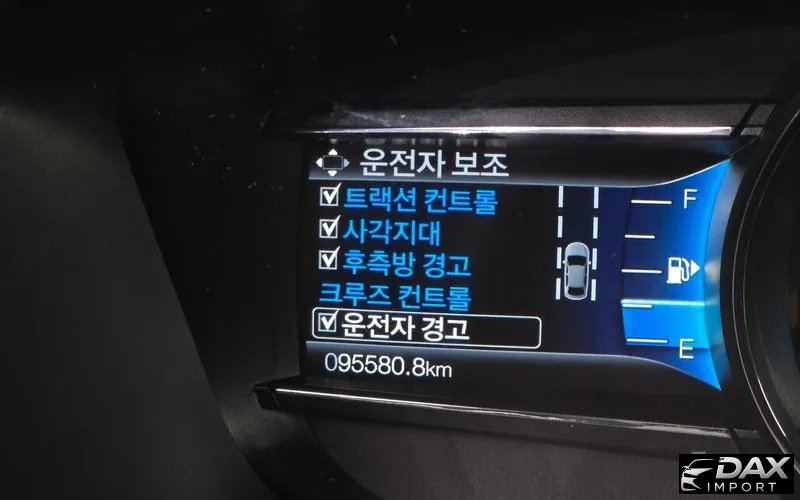 운전자 보조
트랙션 컨트롤
사각지대
후측방 경고
크루즈 컨트롤
운전자 경고
095580.8km
F
E
DAX
IMPORT